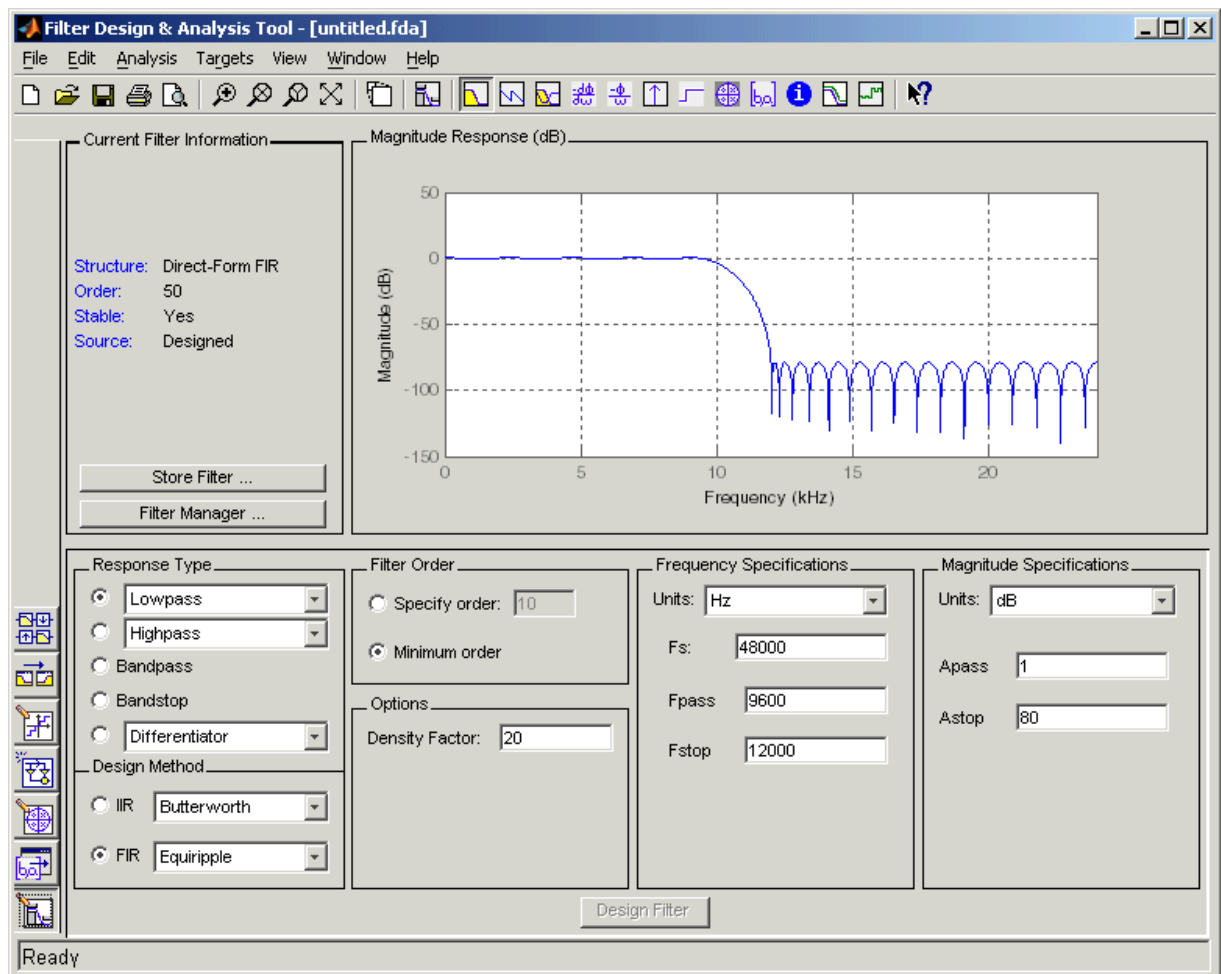 Filter Design & Analysis Tool - [untitled.fda]
File Edit Analysis Targets View Window Help
Current Filter Information
Structure: Direct-Form FIR
Order: 50
Stable: Yes
Source: Designed
Store Filter ...
Filter Manager ...
Magnitude Response (dB)
Magnitude (dB)
50
0
-50
-100
-150
0 5 10 15 20
Frequency (kHz)
Response Type
Lowpass
Highpass
Bandpass
Bandstop
Differentiator
Design Method
IIR Butterworth
FIR Equiripple
Filter Order
Specify order: 10
Minimum order
Options
Density Factor: 20
Frequency Specifications
Units: Hz
Fs: 48000
Fpass 9600
Fstop 12000
Magnitude Specifications
Units: dB
Apass 1
Astop 80
Design Filter
Ready